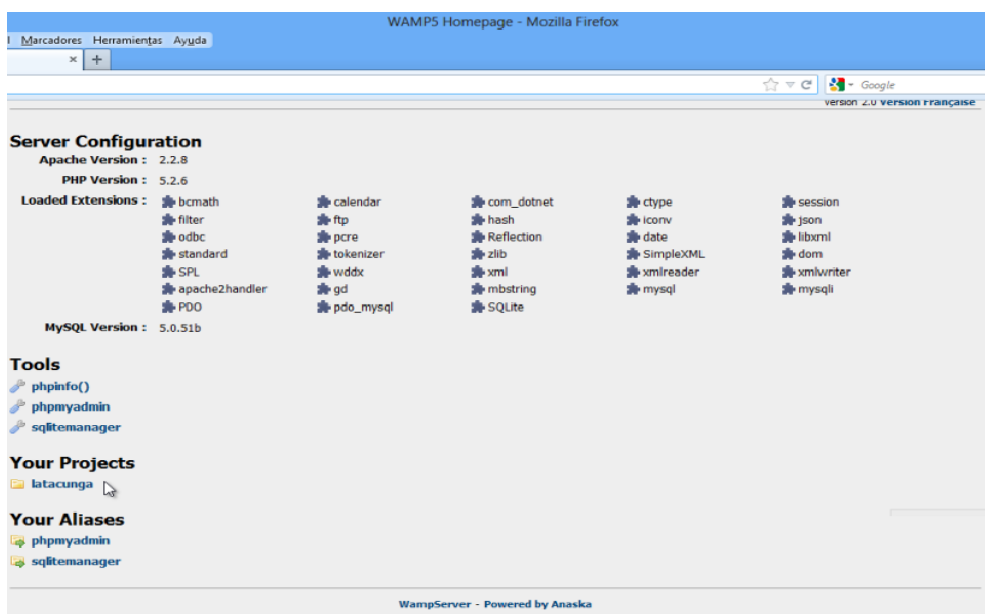 WAMP5 Homepage - Mozilla Firefox
l Marcadores Herramientas Ayuda
× +
Google
Version 2.0 Version Française
Server Configuration
Apache Version : 2.2.8
PHP Version : 5.2.6
Loaded Extensions : bcmath calendar com_dotnet ctype session
filter ftp hash iconv json
odbc pcre Reflection date libxml
standard tokenizer zlib SimpleXML dom
SPL wddx xml xmlreader xmlwriter
apache2handler gd mbstring mysql mysqli
PDO pdo_mysql SQLite
MySQL Version : 5.0.51b
Tools
phpinfo()
phpmyadmin
sqlitemanager
Your Projects
latacunga
Your Aliases
phpmyadmin
sqlitemanager
WampServer - Powered by Anaska